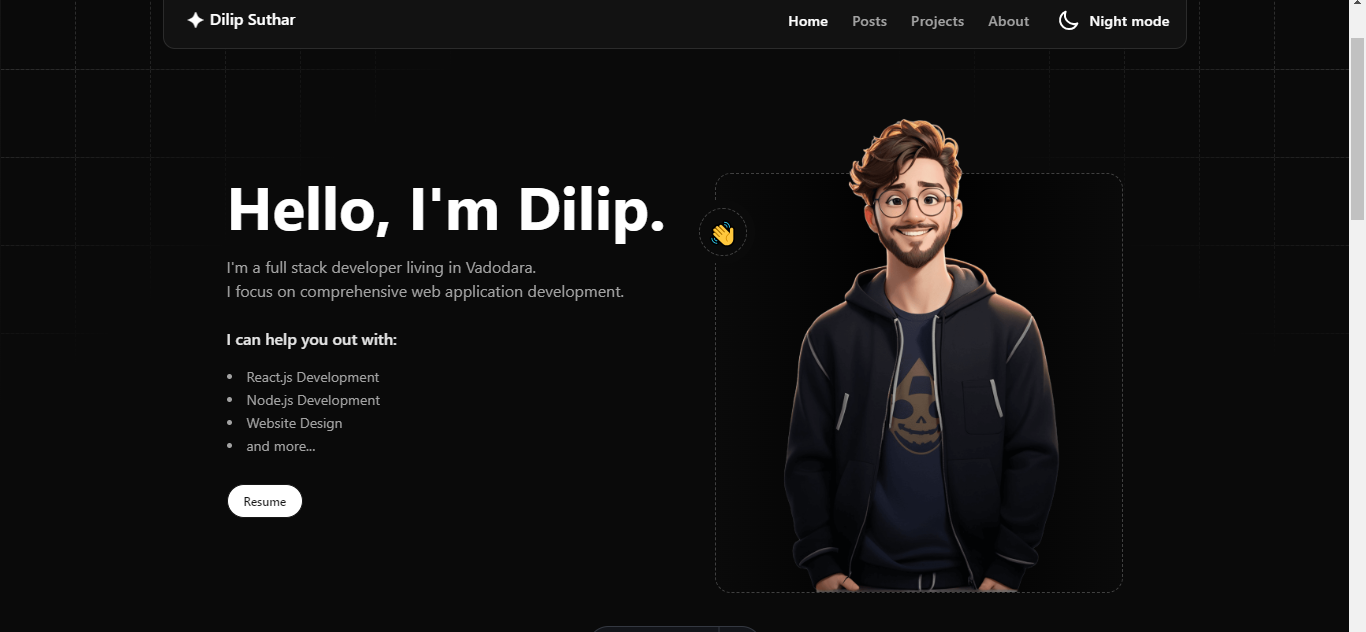 Dilip Suthar
Home
Posts
Projects
About
Night mode
Hello, I'm Dilip.
I'm a full stack developer living in Vadodara.
I focus on comprehensive web application development.
I can help you out with:
React.js Development
Node.js Development
Website Design
and more...
Resume